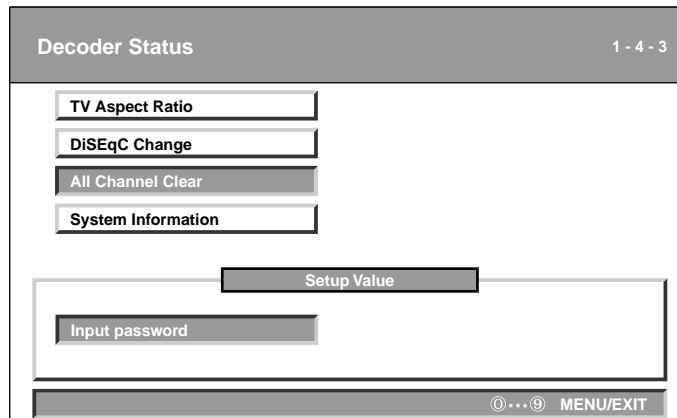 Decoder Status
1 - 4 - 3
TV Aspect Ratio
DiSEqC Change
All Channel Clear
System Information
Setup Value
Input password
⓪···⑨ MENU/EXIT